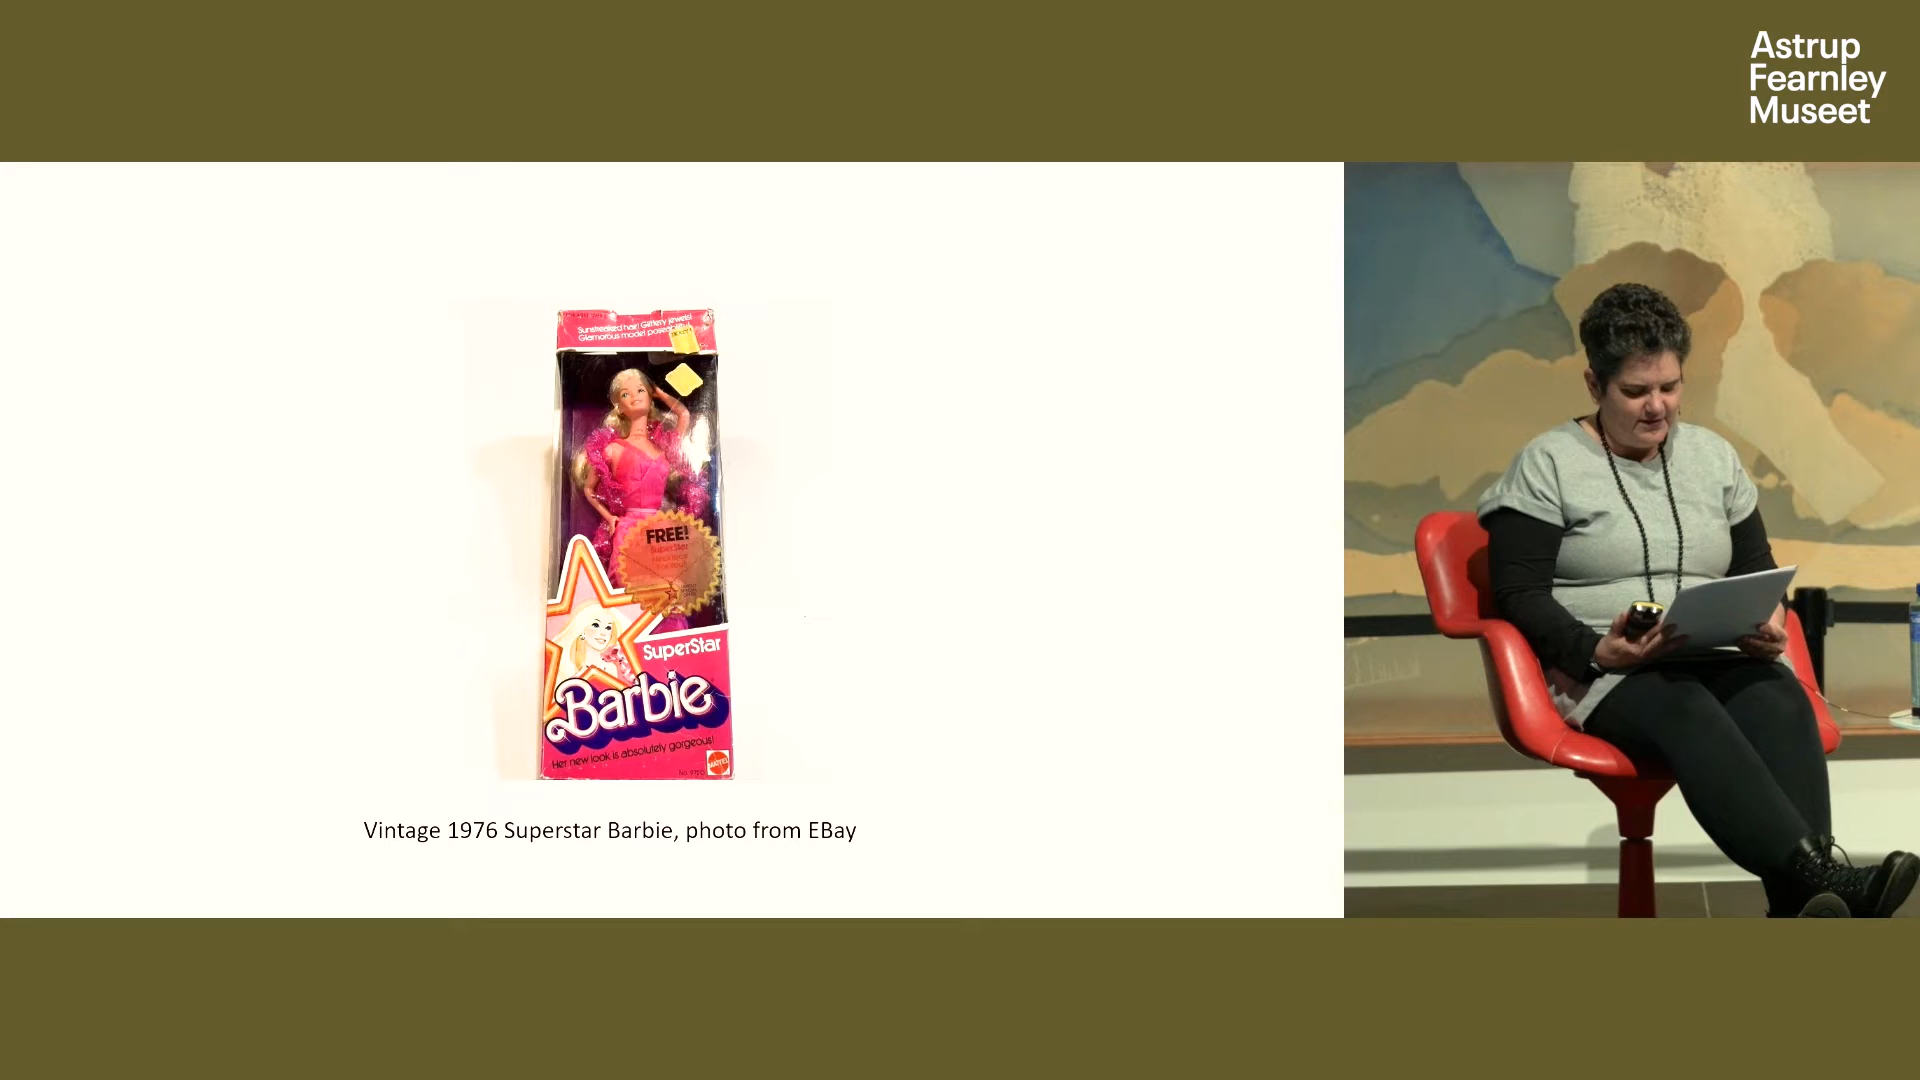 Astrup
Fearnley
Museet
Sunstreaked hair! Glittery jewels!
Glamorous model
FREE!
SuperStar
SuperStar
Barbie
Her new look is absolutely gorgeous!
MATTEL
Vintage 1976 Superstar Barbie, photo from EBay